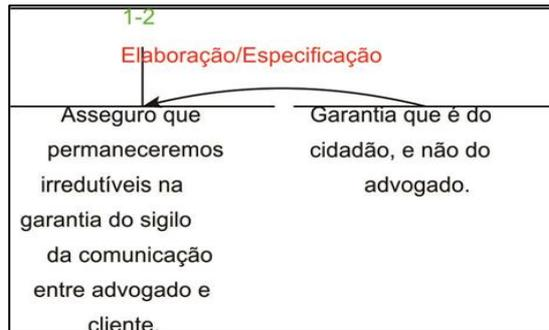 1-2
Elaboração/Especificação
Asseguro que
permaneceremos
irredutíveis na
garantia do sigilo
da comunicação
entre advogado e
cliente.
Garantia que é do
cidadão, e não do
advogado.